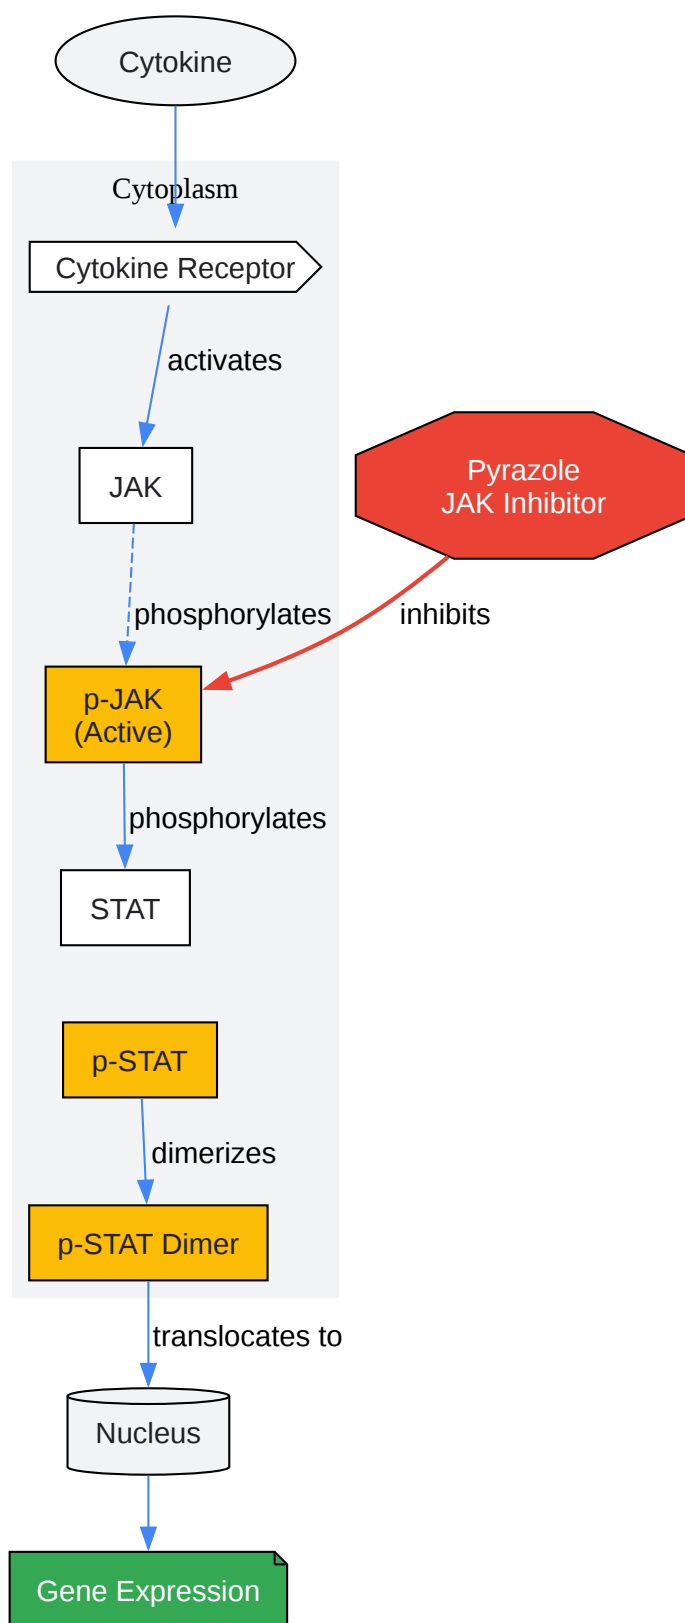 Cytokine
Cytoplasm
Cytokine Receptor
activates
JAK
Pyrazole
JAK Inhibitor
phosphorylates
inhibits
p-JAK
(Active)
phosphorylates
STAT
p-STAT
dimerizes
p-STAT Dimer
translocates to
Nucleus
Gene Expression